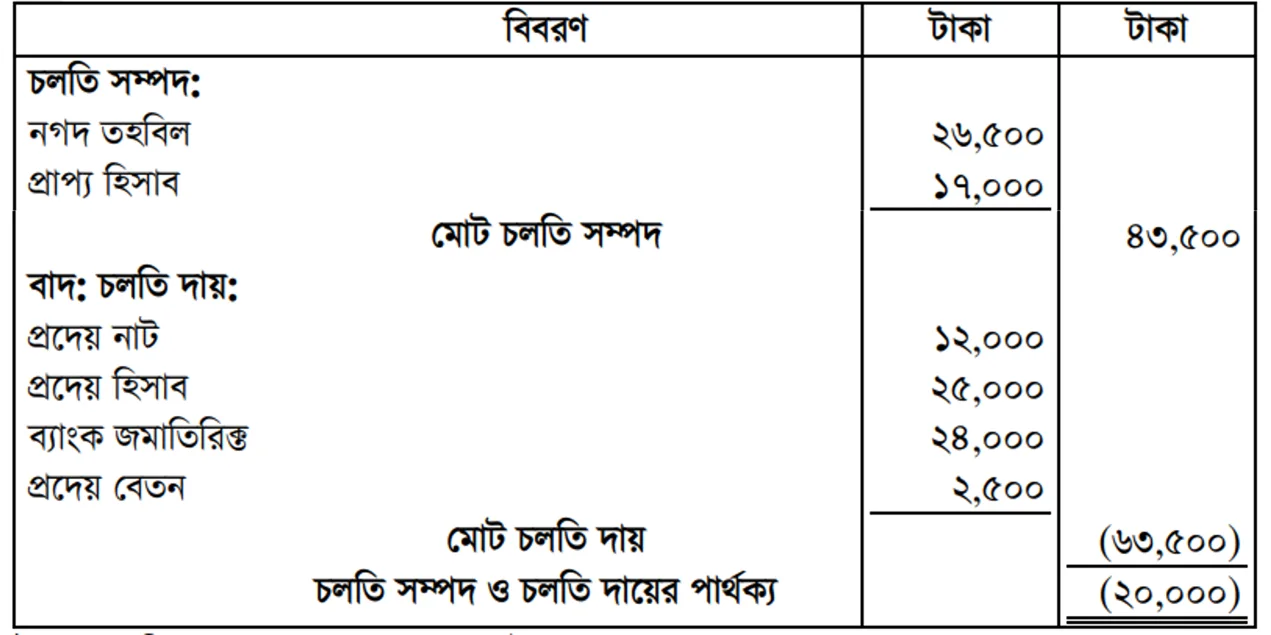 বিবরণ টাকা টাকা
চলতি সম্পদ:
নগদ তহবিল ২৬,৫০০
প্রাপ্য হিসাব ১৭,০০০
মোট চলতি সম্পদ ৪৩,৫০০
বাদ: চলতি দায়:
প্রদেয় নাট ১২,০০০
প্রদেয় হিসাব ২৫,০০০
ব্যাংক জমাতিরিক্ত ২৪,০০০
প্রদেয় বেতন ২,৫০০
মোট চলতি দায় (৬৩,৫০০)
চলতি সম্পদ ও চলতি দায়ের পার্থক্য (২০,০০০)